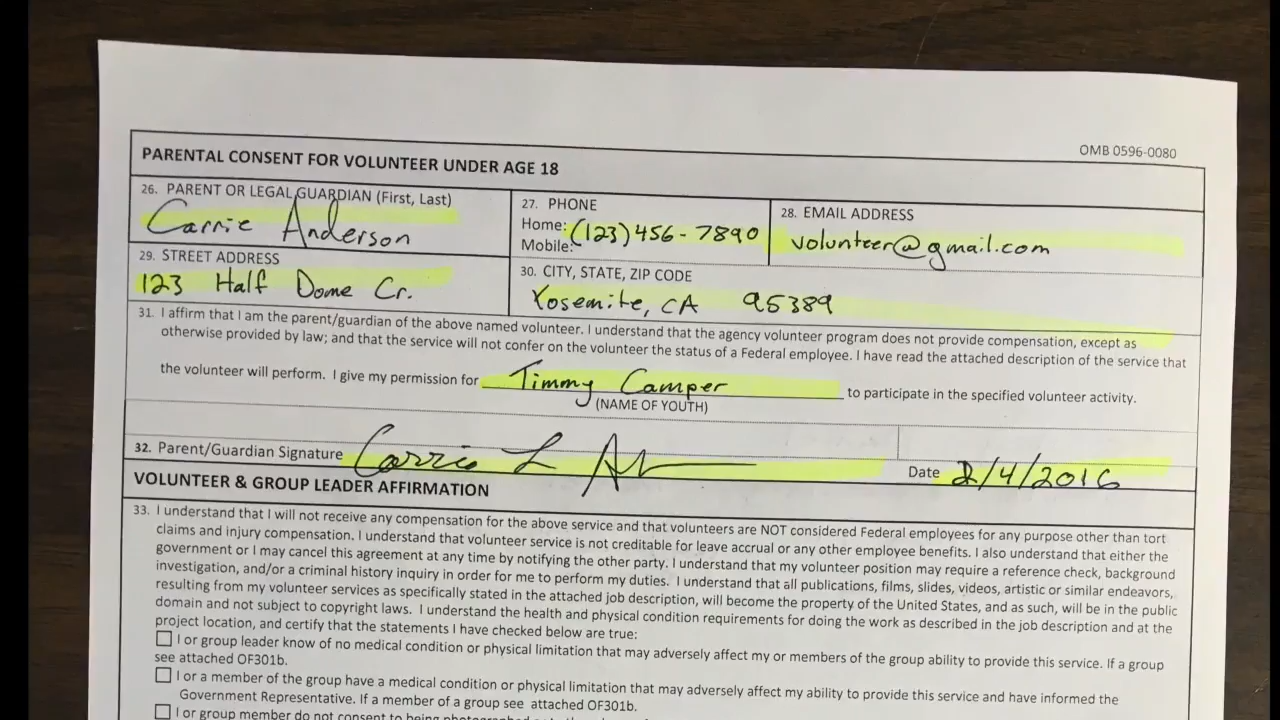 OMB 0596-0080
PARENTAL CONSENT FOR VOLUNTEER UNDER AGE 18
26. PARENT OR LEGAL GUARDIAN (First, Last)
Carrie Anderson
27. PHONE
Home: (123) 456-7890
Mobile:
28. EMAIL ADDRESS
volunteer@gmail.com
29. STREET ADDRESS
123 Half Dome Cr.
30. CITY, STATE, ZIP CODE
Yosemite, CA 95389
31. I affirm that I am the parent/guardian of the above named volunteer. I understand that the agency volunteer program does not provide compensation, except as
otherwise provided by law; and that the service will not confer on the volunteer the status of a Federal employee. I have read the attached description of the service that
the volunteer will perform. I give my permission for Timmy Camper to participate in the specified volunteer activity.
(NAME OF YOUTH)
32. Parent/Guardian Signature Carrie L A Date 2/4/2016
VOLUNTEER & GROUP LEADER AFFIRMATION
33. I understand that I will not receive any compensation for the above service and that volunteers are NOT considered Federal employees for any purpose other than tort
claims and injury compensation. I understand that volunteer service is not creditable for leave accrual or any other employee benefits. I also understand that either the
government or I may cancel this agreement at any time by notifying the other party. I understand that my volunteer position may require a reference check, background
investigation, and/or a criminal history inquiry in order for me to perform my duties. I understand that all publications, films, slides, videos, artistic or similar endeavors,
resulting from my volunteer services as specifically stated in the attached job description, will become the property of the United States, and as such, will be in the public
domain and not subject to copyright laws. I understand the health and physical condition requirements for doing the work as described in the job description and at the
project location, and certify that the statements I have checked below are true:
I or group leader know of no medical condition or physical limitation that may adversely affect my or members of the group ability to provide this service. If a group
see attached OF301b.
I or a member of the group have a medical condition or physical limitation that may adversely affect my ability to provide this service and have informed the
Government Representative. If a member of a group see attached OF301b.
I or group member do not consent to being